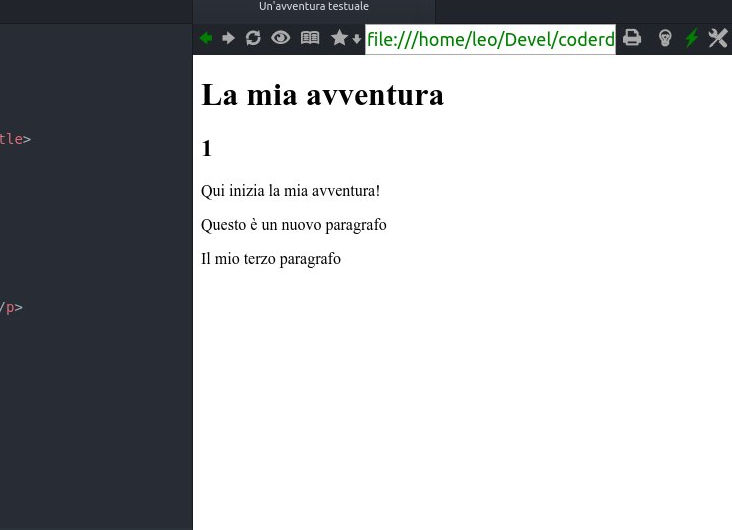 Un'avventura testuale
file:///home/leo/Devel/coderd
tle>
La mia avventura
1
Qui inizia la mia avventura!
Questo è un nuovo paragrafo
Il mio terzo paragrafo
/p>